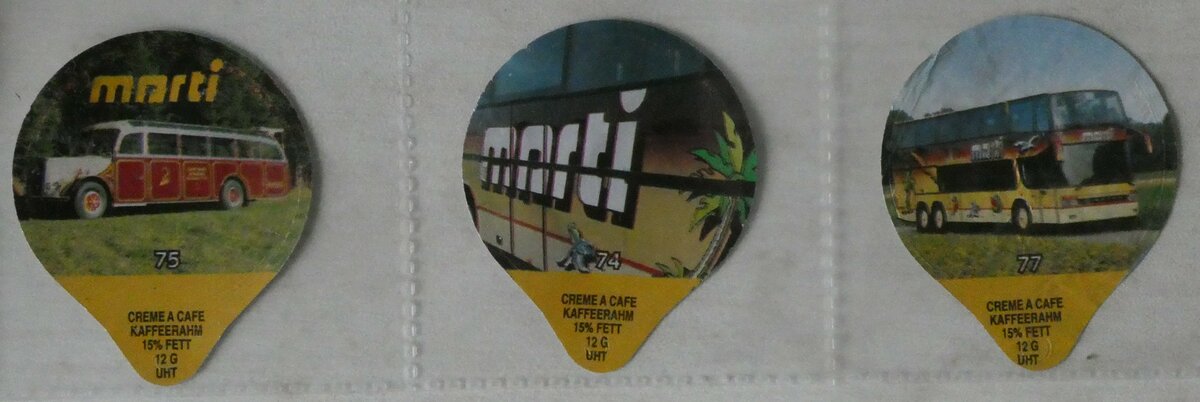 marti
75
CREME A CAFE
KAFFEERAHM
15% FETT
12 G
UHT
marti
74
CREME A CAFE
KAFFEERAHM
15% FETT
12 G
UHT
marti
77
CREME A CAFE
KAFFEERAHM
15% FETT
12 G
UHT